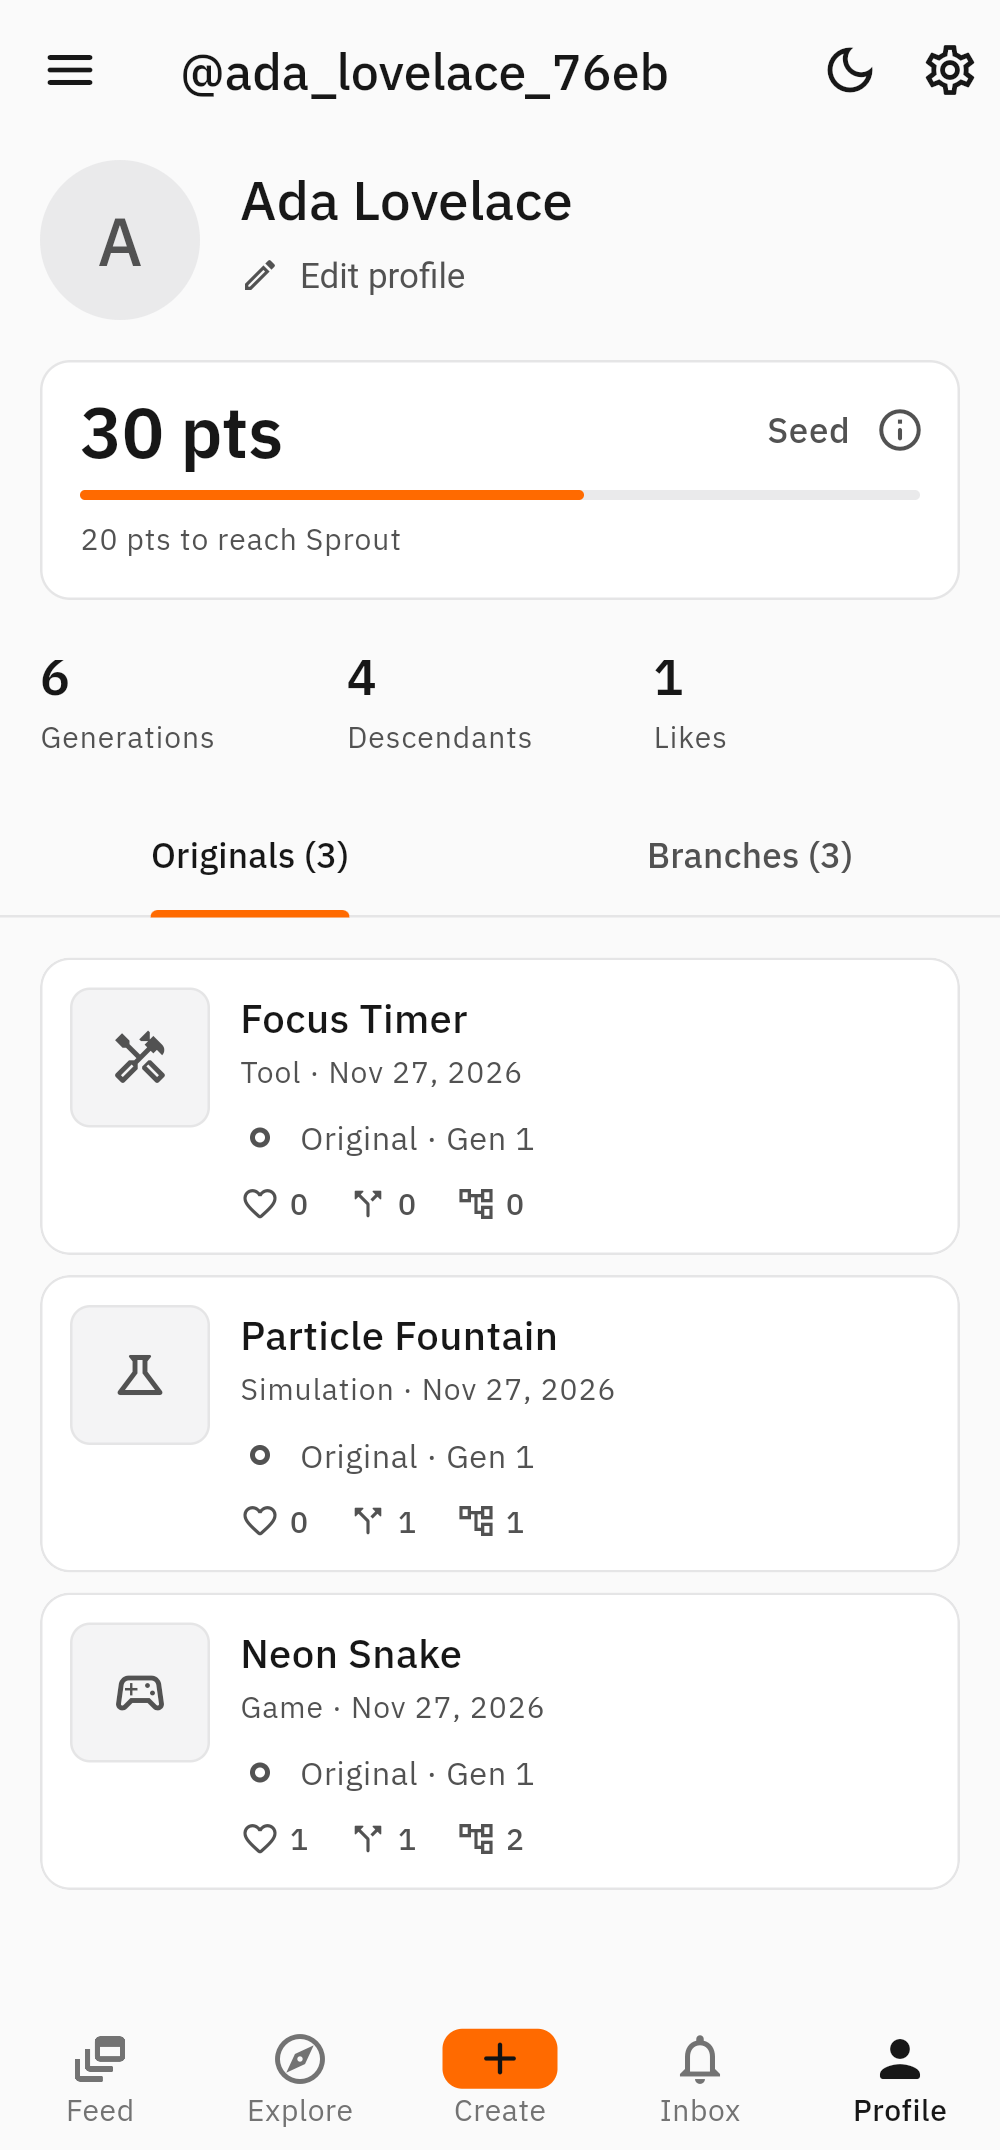 @ada_lovelace_76eb
A
Ada Lovelace
Edit profile
30 pts
Seed
20 pts to reach Sprout
6 4 1
Generations Descendants Likes
Originals (3) Branches (3)
Focus Timer
Tool · Nov 27, 2026
Original · Gen 1
0 0 0
Particle Fountain
Simulation · Nov 27, 2026
Original · Gen 1
0 1 1
Neon Snake
Game · Nov 27, 2026
Original · Gen 1
1 1 2
Feed Explore Create Inbox Profile